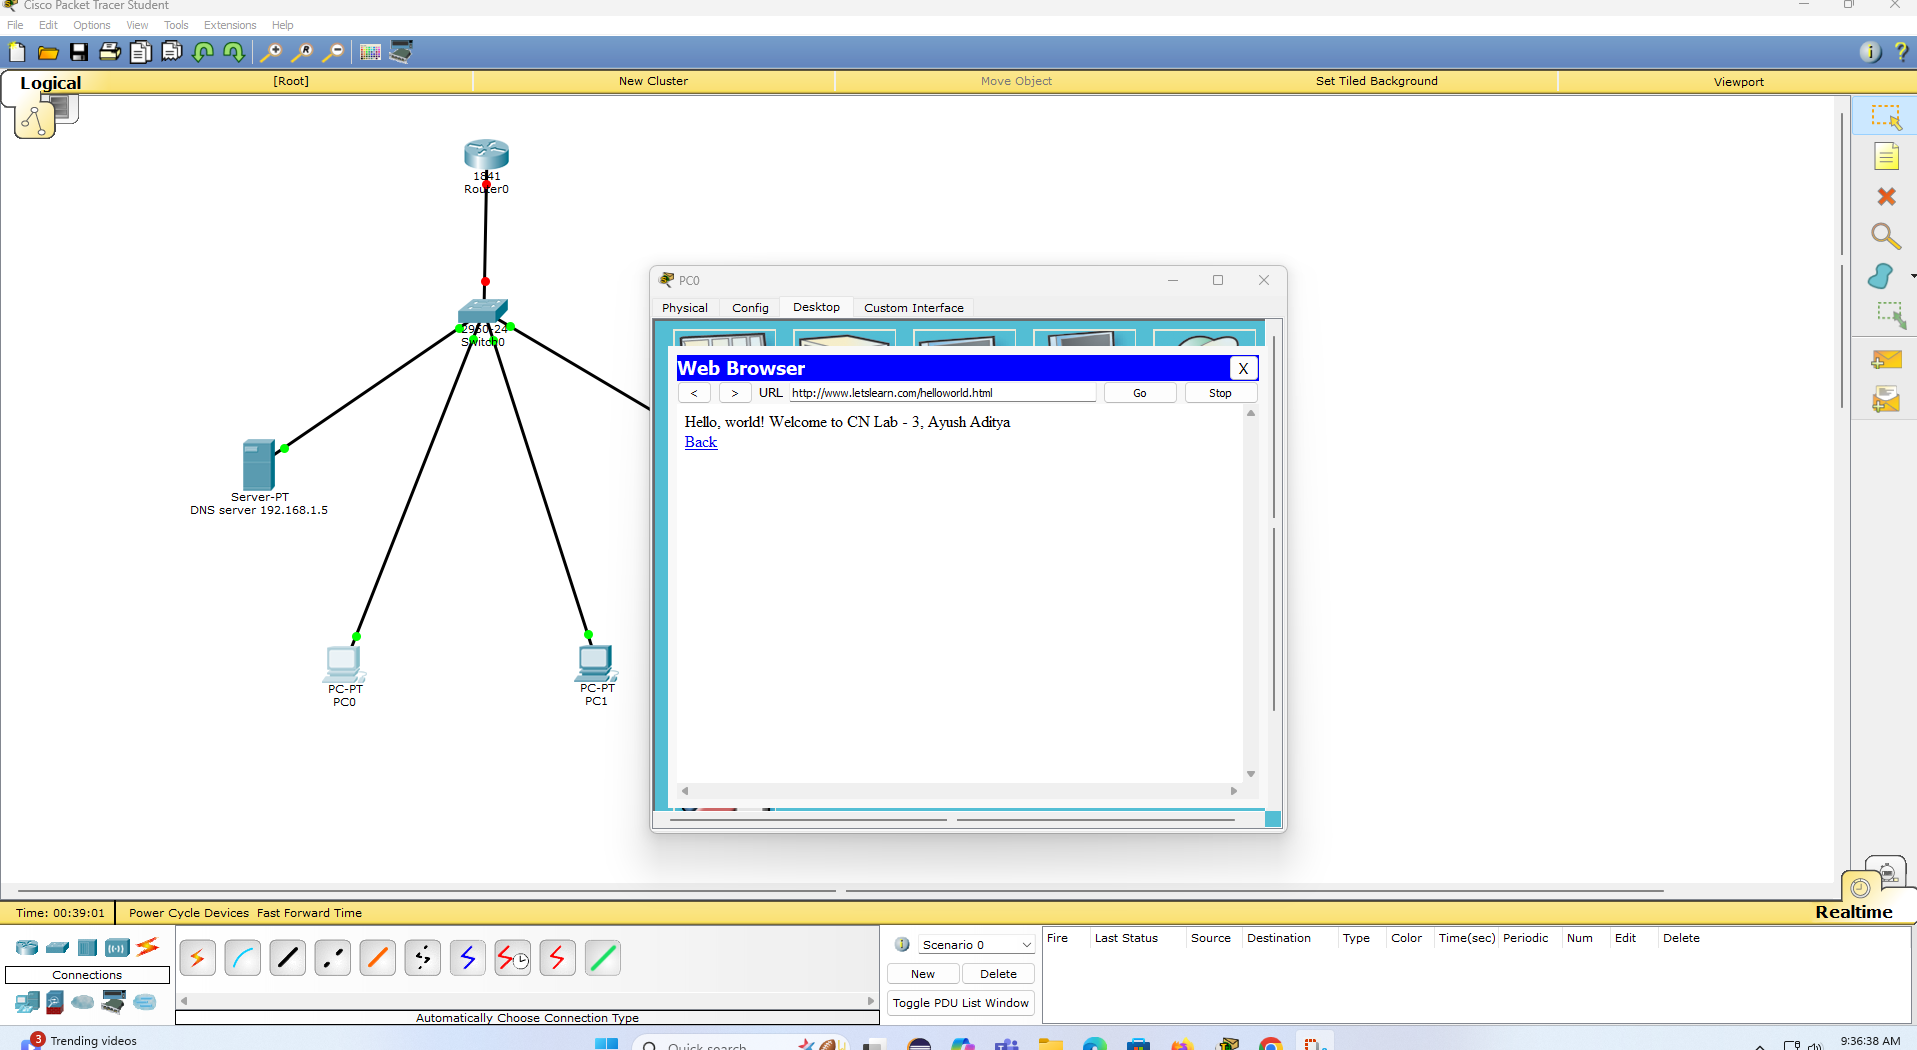 Cisco Packet Tracer Student
File Edit Options View Tools Extensions Help
Logical [Root] New Cluster Move Object Set Tiled Background Viewport
1841
Router0
2950-24
Switch0
Server-PT
DNS server 192.168.1.5
PC-PT
PC0
PC-PT
PC1
PC0
Physical Config Desktop Custom Interface
Web Browser X
< > URL http://www.letslearn.com/helloworld.html Go Stop
Hello, world! Welcome to CN Lab - 3, Ayush Aditya
Back
Time: 00:39:01 Power Cycle Devices Fast Forward Time Realtime
Connections
Automatically Choose Connection Type
Scenario 0
New Delete
Toggle PDU List Window
Fire Last Status Source Destination Type Color Time(sec) Periodic Num Edit Delete
3 Trending videos
Quick search
9:36:38 AM